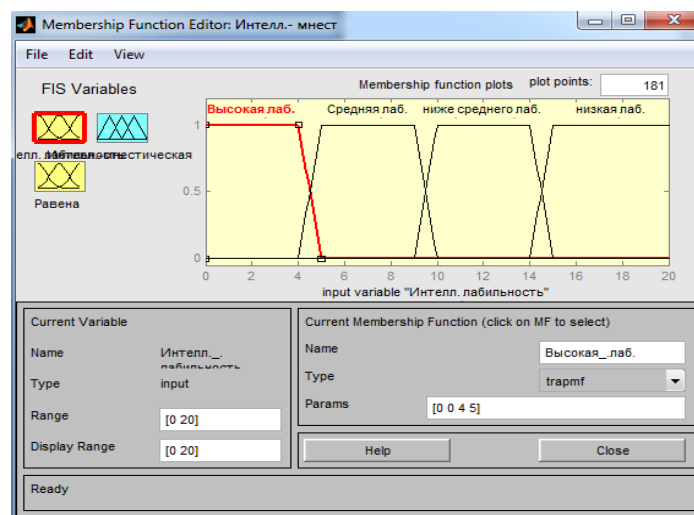 Membership Function Editor: Интелл.- мнест
File Edit View
FIS Variables
Membership function plots plot points: 181
Высокая лаб. Средняя лаб. ниже среднего лаб. низкая лаб.
1
0.5
0
0 2 4 6 8 10 12 14 16 18 20
input variable "Интелл. лабильность"
Равена
Current Variable
Name Интелл._.
Type input
Range [0 20]
Display Range [0 20]
Current Membership Function (click on MF to select)
Name Высокая_.лаб.
Type trapmf
Params [0 0 4 5]
Help Close
Ready